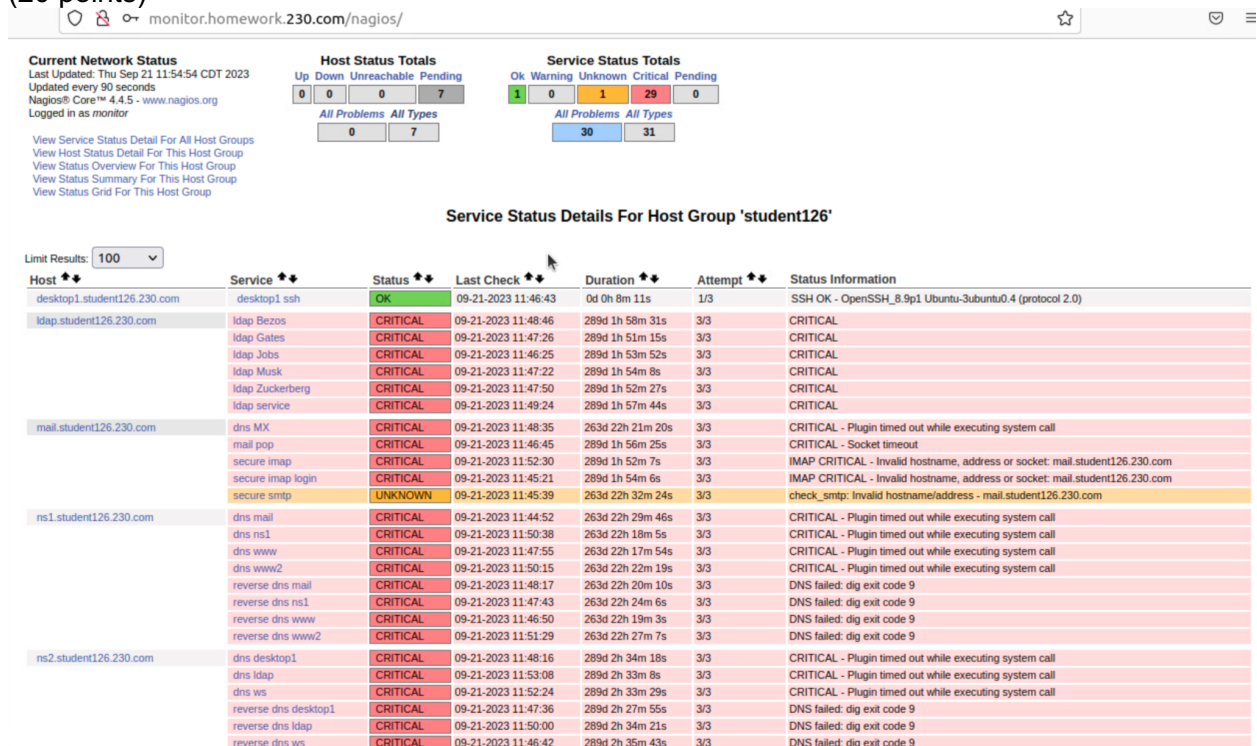 monitor.homework.230.com/nagios/
Current Network Status
Last Updated: Thu Sep 21 11:54:54 CDT 2023
Updated every 90 seconds
Nagios® Core™ 4.4.5 - www.nagios.org
Logged in as monitor
View Service Status Detail For All Host Groups
View Host Status Detail For This Host Group
View Status Overview For This Host Group
View Status Summary For This Host Group
View Status Grid For This Host Group
Host Status Totals
Up Down Unreachable Pending
0 0 0 7
All Problems All Types
0 7
Service Status Totals
Ok Warning Unknown Critical Pending
1 0 1 29 0
All Problems All Types
30 31
Service Status Details For Host Group 'student126'
Limit Results: 100
Host Service Status Last Check Duration Attempt Status Information
desktop1.student126.230.com desktop1 ssh OK 09-21-2023 11:46:43 0d 0h 8m 11s 1/3 SSH OK - OpenSSH_8.9p1 Ubuntu-3ubuntu0.4 (protocol 2.0)
ldap.student126.230.com ldap Bezos CRITICAL 09-21-2023 11:48:46 289d 1h 58m 31s 3/3 CRITICAL
ldap Gates CRITICAL 09-21-2023 11:47:26 289d 1h 51m 15s 3/3 CRITICAL
ldap Jobs CRITICAL 09-21-2023 11:46:25 289d 1h 53m 52s 3/3 CRITICAL
ldap Musk CRITICAL 09-21-2023 11:47:22 289d 1h 54m 8s 3/3 CRITICAL
ldap Zuckerberg CRITICAL 09-21-2023 11:47:50 289d 1h 52m 27s 3/3 CRITICAL
ldap service CRITICAL 09-21-2023 11:49:24 289d 1h 57m 44s 3/3 CRITICAL
mail.student126.230.com dns MX CRITICAL 09-21-2023 11:48:35 263d 22h 21m 20s 3/3 CRITICAL - Plugin timed out while executing system call
mail pop CRITICAL 09-21-2023 11:46:45 289d 1h 56m 25s 3/3 CRITICAL - Socket timeout
secure imap CRITICAL 09-21-2023 11:52:30 289d 1h 52m 7s 3/3 IMAP CRITICAL - Invalid hostname, address or socket: mail.student126.230.com
secure imap login CRITICAL 09-21-2023 11:45:21 289d 1h 54m 6s 3/3 IMAP CRITICAL - Invalid hostname, address or socket: mail.student126.230.com
secure smtp UNKNOWN 09-21-2023 11:45:39 263d 22h 32m 24s 3/3 check_smtp: Invalid hostname/address - mail.student126.230.com
ns1.student126.230.com dns mail CRITICAL 09-21-2023 11:44:52 263d 22h 29m 46s 3/3 CRITICAL - Plugin timed out while executing system call
dns ns1 CRITICAL 09-21-2023 11:50:38 263d 22h 18m 5s 3/3 CRITICAL - Plugin timed out while executing system call
dns www CRITICAL 09-21-2023 11:47:55 263d 22h 17m 54s 3/3 CRITICAL - Plugin timed out while executing system call
dns www2 CRITICAL 09-21-2023 11:50:15 263d 22h 22m 19s 3/3 CRITICAL - Plugin timed out while executing system call
reverse dns mail CRITICAL 09-21-2023 11:48:17 263d 22h 20m 10s 3/3 DNS failed: dig exit code 9
reverse dns ns1 CRITICAL 09-21-2023 11:47:43 263d 22h 24m 6s 3/3 DNS failed: dig exit code 9
reverse dns www CRITICAL 09-21-2023 11:46:50 263d 22h 19m 3s 3/3 DNS failed: dig exit code 9
reverse dns www2 CRITICAL 09-21-2023 11:51:29 263d 22h 27m 7s 3/3 DNS failed: dig exit code 9
ns2.student126.230.com dns desktop1 CRITICAL 09-21-2023 11:48:16 289d 2h 34m 18s 3/3 CRITICAL - Plugin timed out while executing system call
dns ldap CRITICAL 09-21-2023 11:53:08 289d 2h 33m 8s 3/3 CRITICAL - Plugin timed out while executing system call
dns ws CRITICAL 09-21-2023 11:52:24 289d 2h 33m 29s 3/3 CRITICAL - Plugin timed out while executing system call
reverse dns desktop1 CRITICAL 09-21-2023 11:47:36 289d 2h 27m 55s 3/3 DNS failed: dig exit code 9
reverse dns ldap CRITICAL 09-21-2023 11:50:00 289d 2h 34m 21s 3/3 DNS failed: dig exit code 9
reverse dns ws CRITICAL 09-21-2023 11:46:42 289d 2h 35m 43s 3/3 DNS failed: dig exit code 9